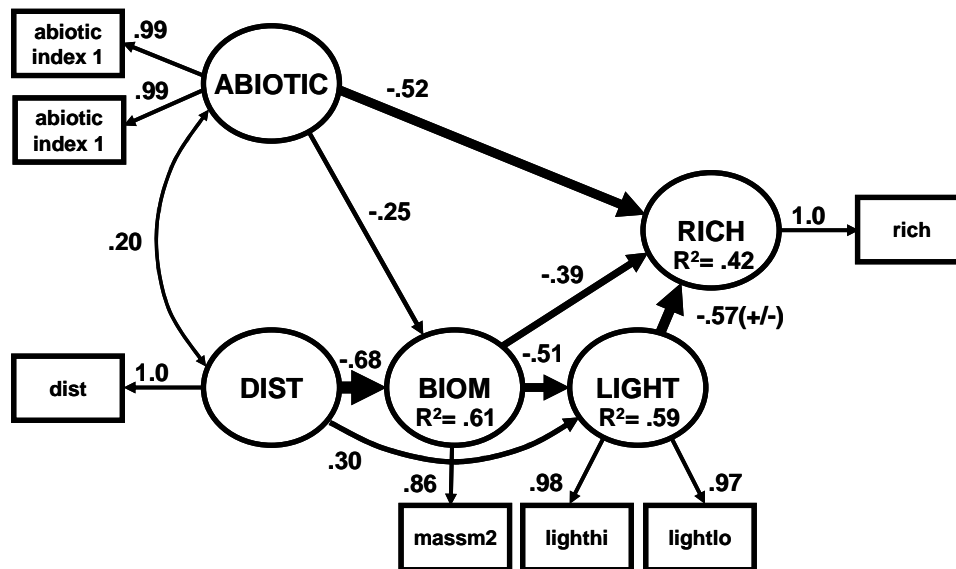 abiotic
index 1
.99
ABIOTIC
-.52
abiotic
index 1
.99
-.25
.20
RICH
R²= .42
1.0
rich
-.39
-.57(+/-)
dist
1.0
DIST
-.68
BIOM
R²= .61
-.51
LIGHT
R²= .59
.30
.86
.98
.97
massm2
lighthi
lightlo